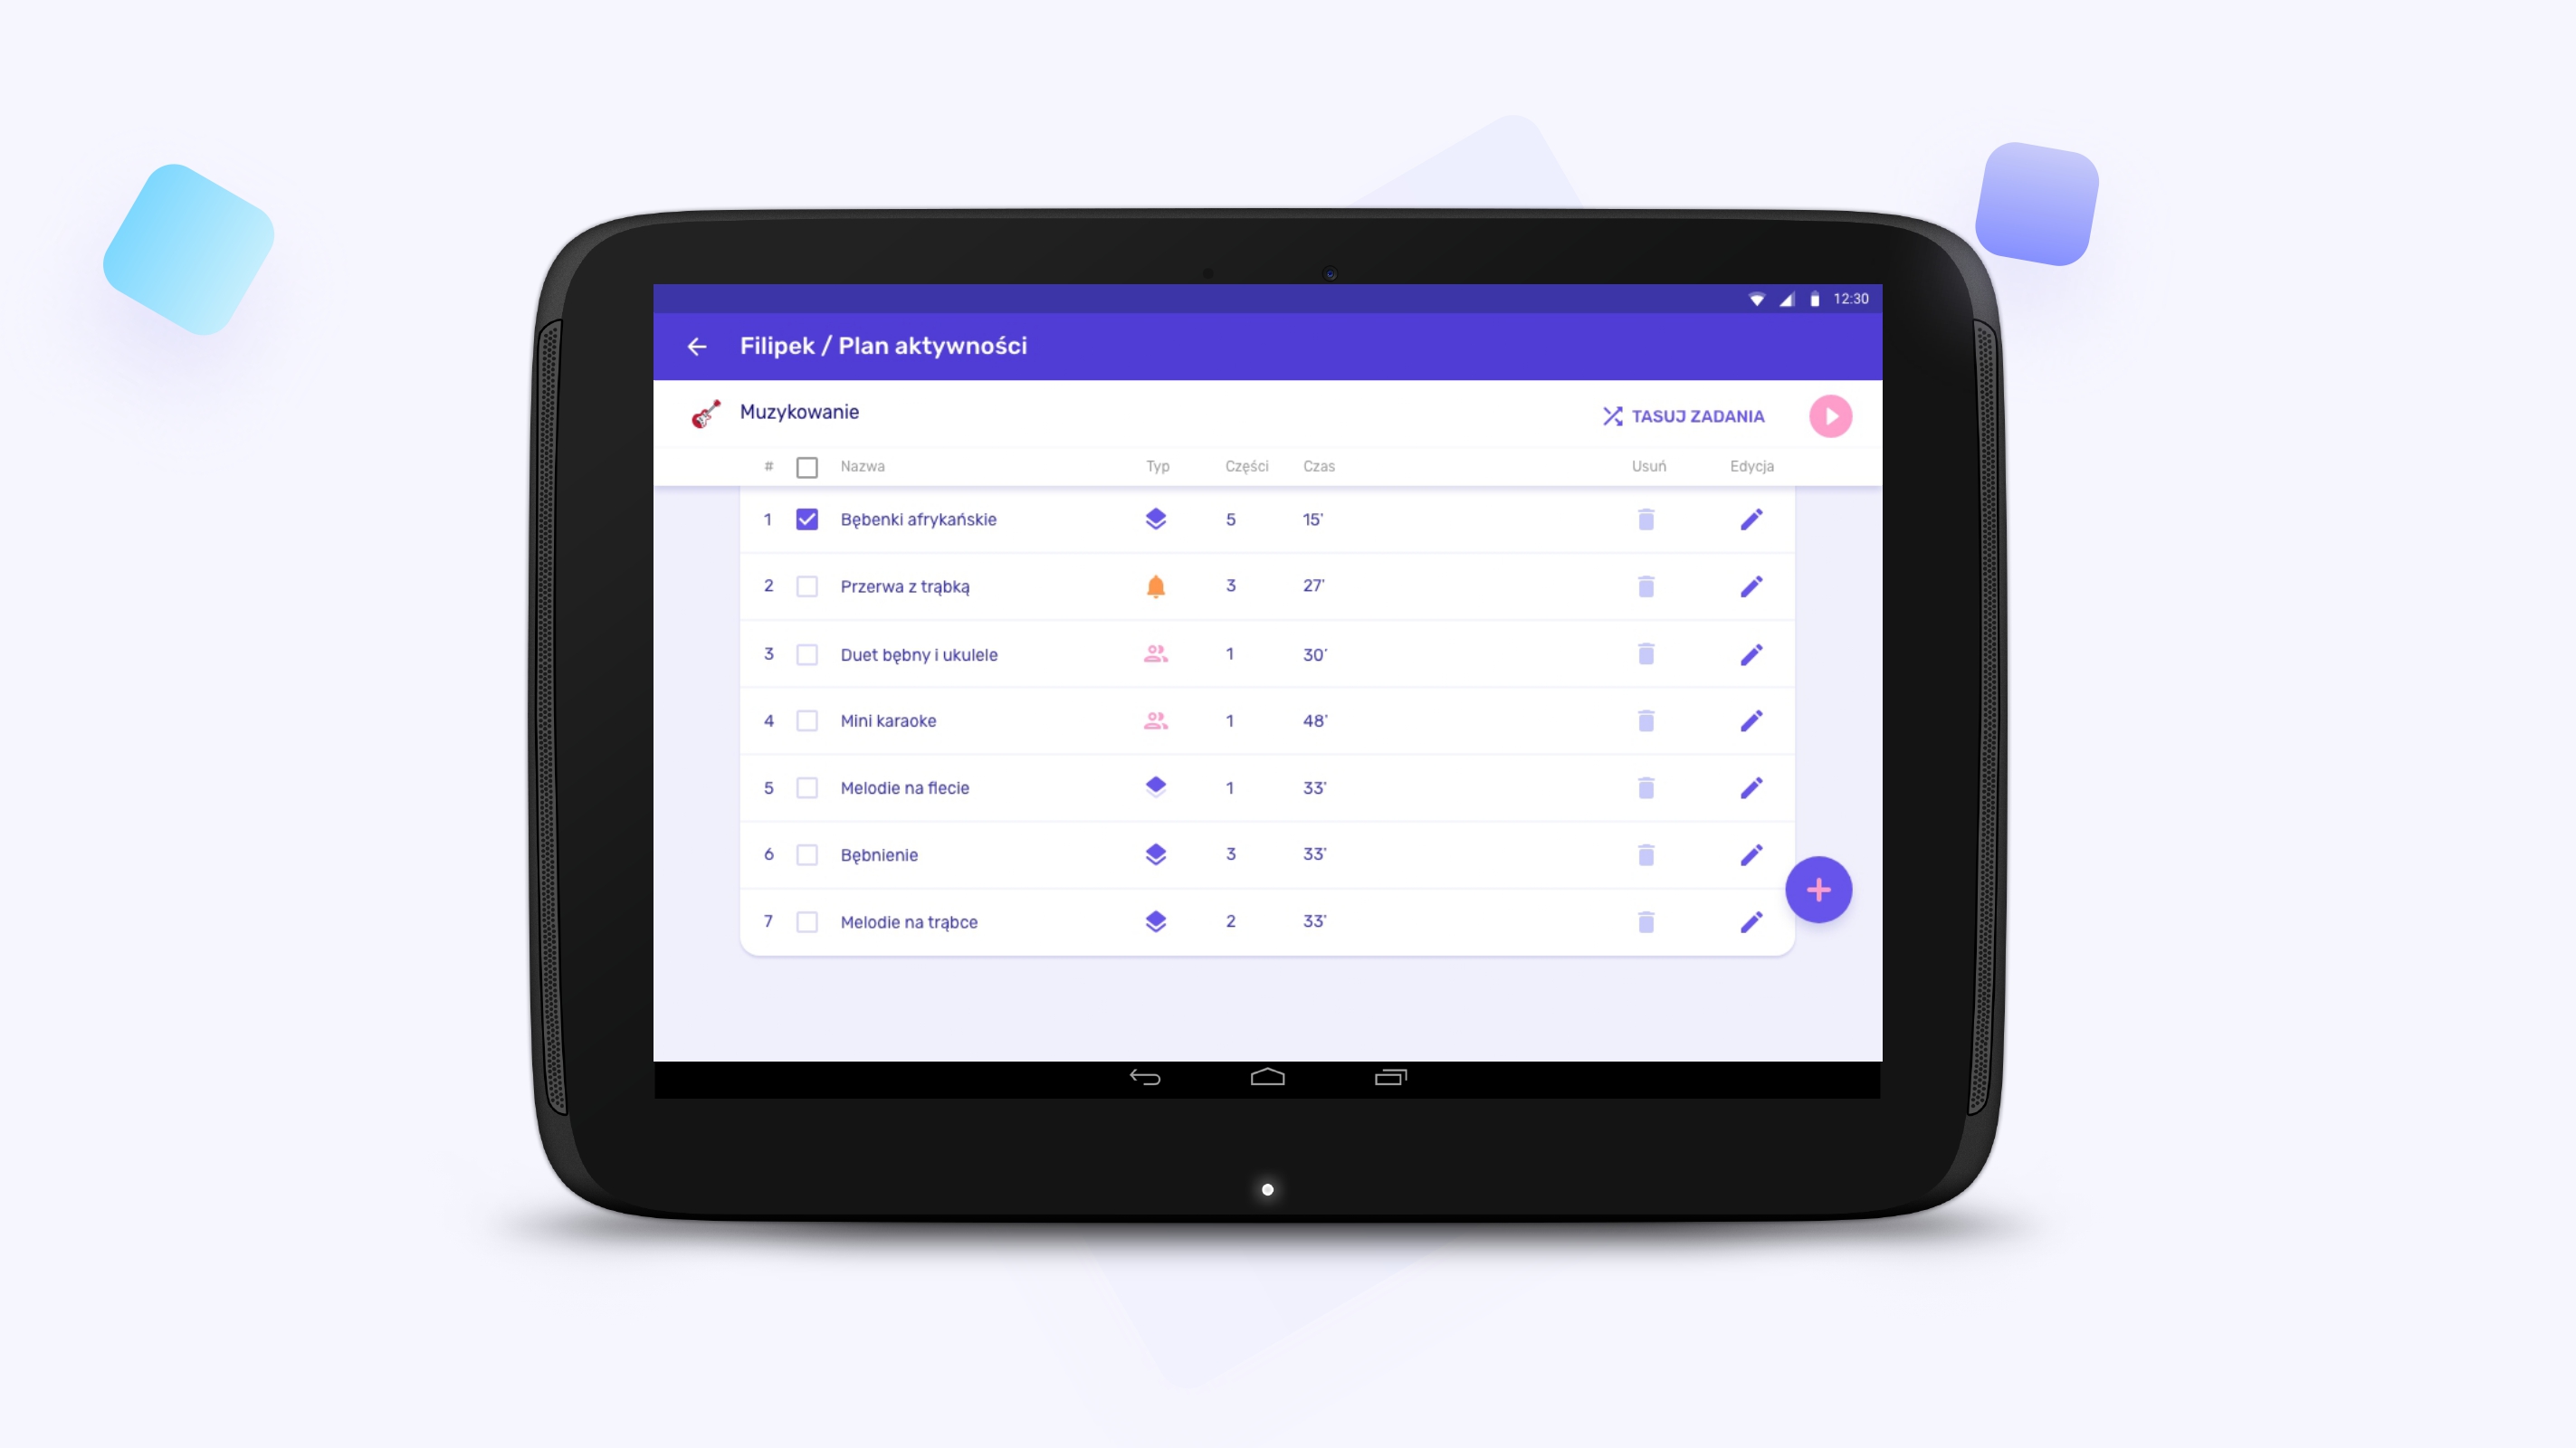 12:30
Filipek / Plan aktywności
Muzykowanie TASUJ ZADANIA
# Nazwa Typ Części Czas Usuń Edycja
1 Bębenki afrykańskie 5 15'
2 Przerwa z trąbką 3 27'
3 Duet bębny i ukulele 1 30'
4 Mini karaoke 1 48'
5 Melodie na flecie 1 33'
6 Bębnienie 3 33'
7 Melodie na trąbce 2 33'